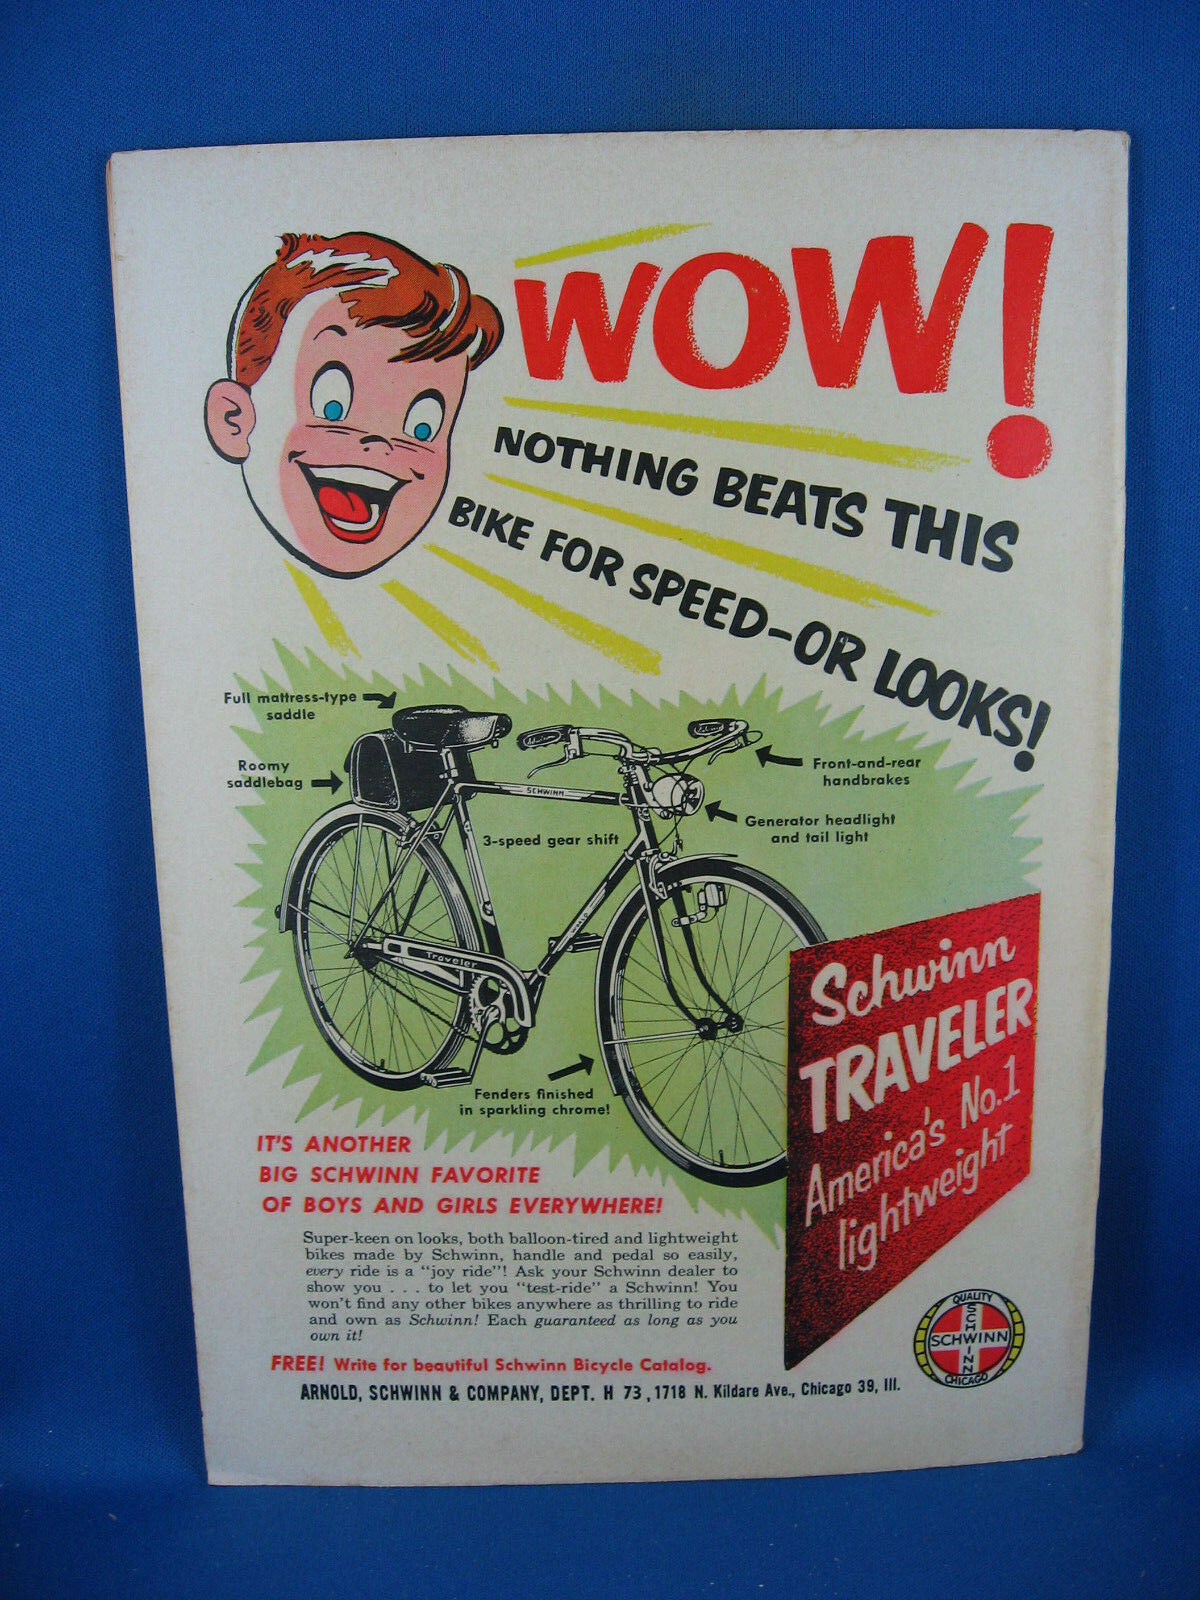 WOW!
NOTHING BEATS THIS
BIKE FOR SPEED-OR LOOKS!
Full mattress-type
saddle
Roomy
saddlebag
Front-and-rear
handbrakes
Generator headlight
and tail light
SCHWINN
3-speed gear shift
Traveler
Fenders finished
in sparkling chrome!
Schwinn
TRAVELER
America's No.1
lightweight
IT'S ANOTHER
BIG SCHWINN FAVORITE
OF BOYS AND GIRLS EVERYWHERE!
Super-keen on looks, both balloon-tired and lightweight
bikes made by Schwinn, handle and pedal so easily,
every ride is a "joy ride"! Ask your Schwinn dealer to
show you . . . to let you "test-ride" a Schwinn! You
won't find any other bikes anywhere as thrilling to ride
and own as Schwinn! Each guaranteed as long as you
own it!
FREE! Write for beautiful Schwinn Bicycle Catalog.
ARNOLD, SCHWINN & COMPANY, DEPT. H 73, 1718 N. Kildare Ave., Chicago 39, Ill.
QUALITY
SCHWINN
SCHWINN
CHICAGO